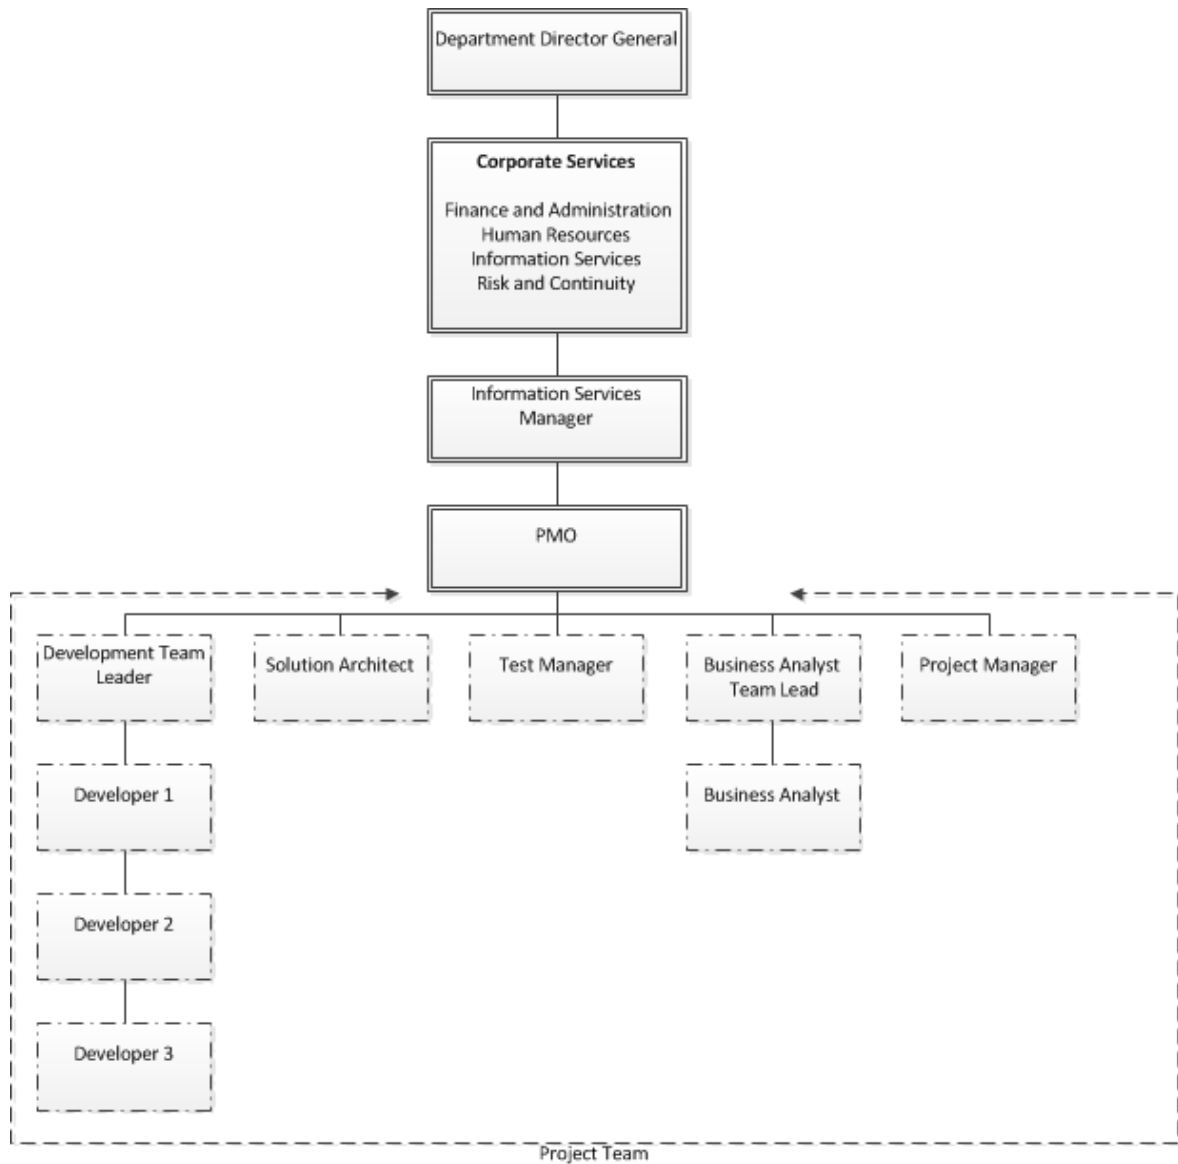 Department Director General
Corporate Services
Finance and Administration
Human Resources
Information Services
Risk and Continuity
Information Services
Manager
PMO
Development Team
Leader
Solution Architect
Test Manager
Business Analyst
Team Lead
Project Manager
Developer 1
Business Analyst
Developer 2
Developer 3
Project Team